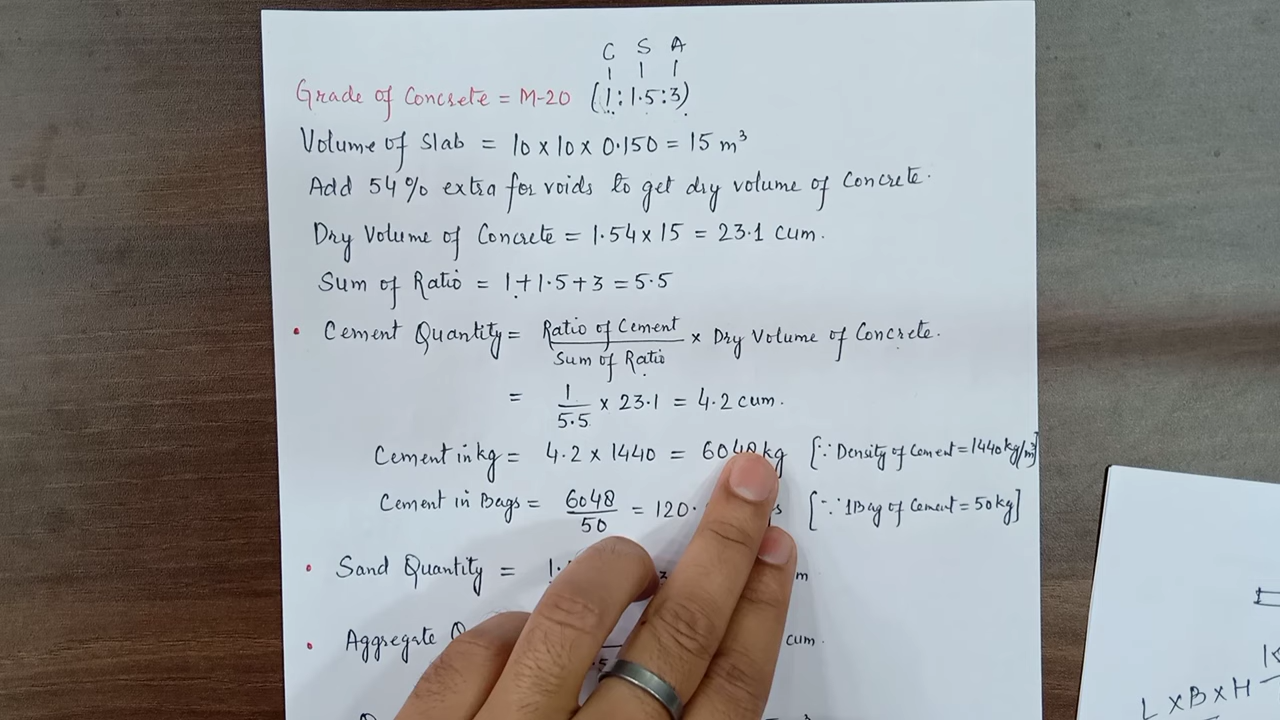 C S A
Grade of Concrete = M-20 (1:1.5:3)
Volume of Slab = 10 x 10 x 0.150 = 15 m³
Add 54% extra for voids to get dry volume of Concrete.
Dry Volume of Concrete = 1.54 x 15 = 23.1 cum.
Sum of Ratio = 1+1.5+3 = 5.5
• Cement Quantity = Ratio of Cement / Sum of Ratio x Dry Volume of Concrete.
= 1 / 5.5 x 23.1 = 4.2 cum.
Cement in kg = 4.2 x 1440 = 6048 kg [∵ Density of Cement = 1440 kg/m³]
Cement in Bags = 6048 / 50 = 120. [∵ 1 Bag of Cement = 50 kg]
• Sand Quantity =
• Aggregate cum.
L x B x H